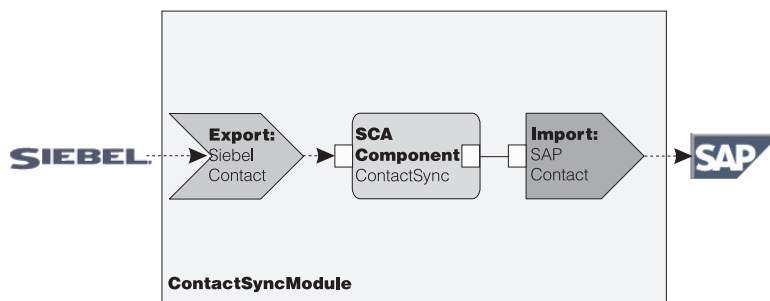 SIEBEL
Export:
Siebel
Contact
SCA
Component
ContactSync
Import:
SAP
Contact
SAP
ContactSyncModule